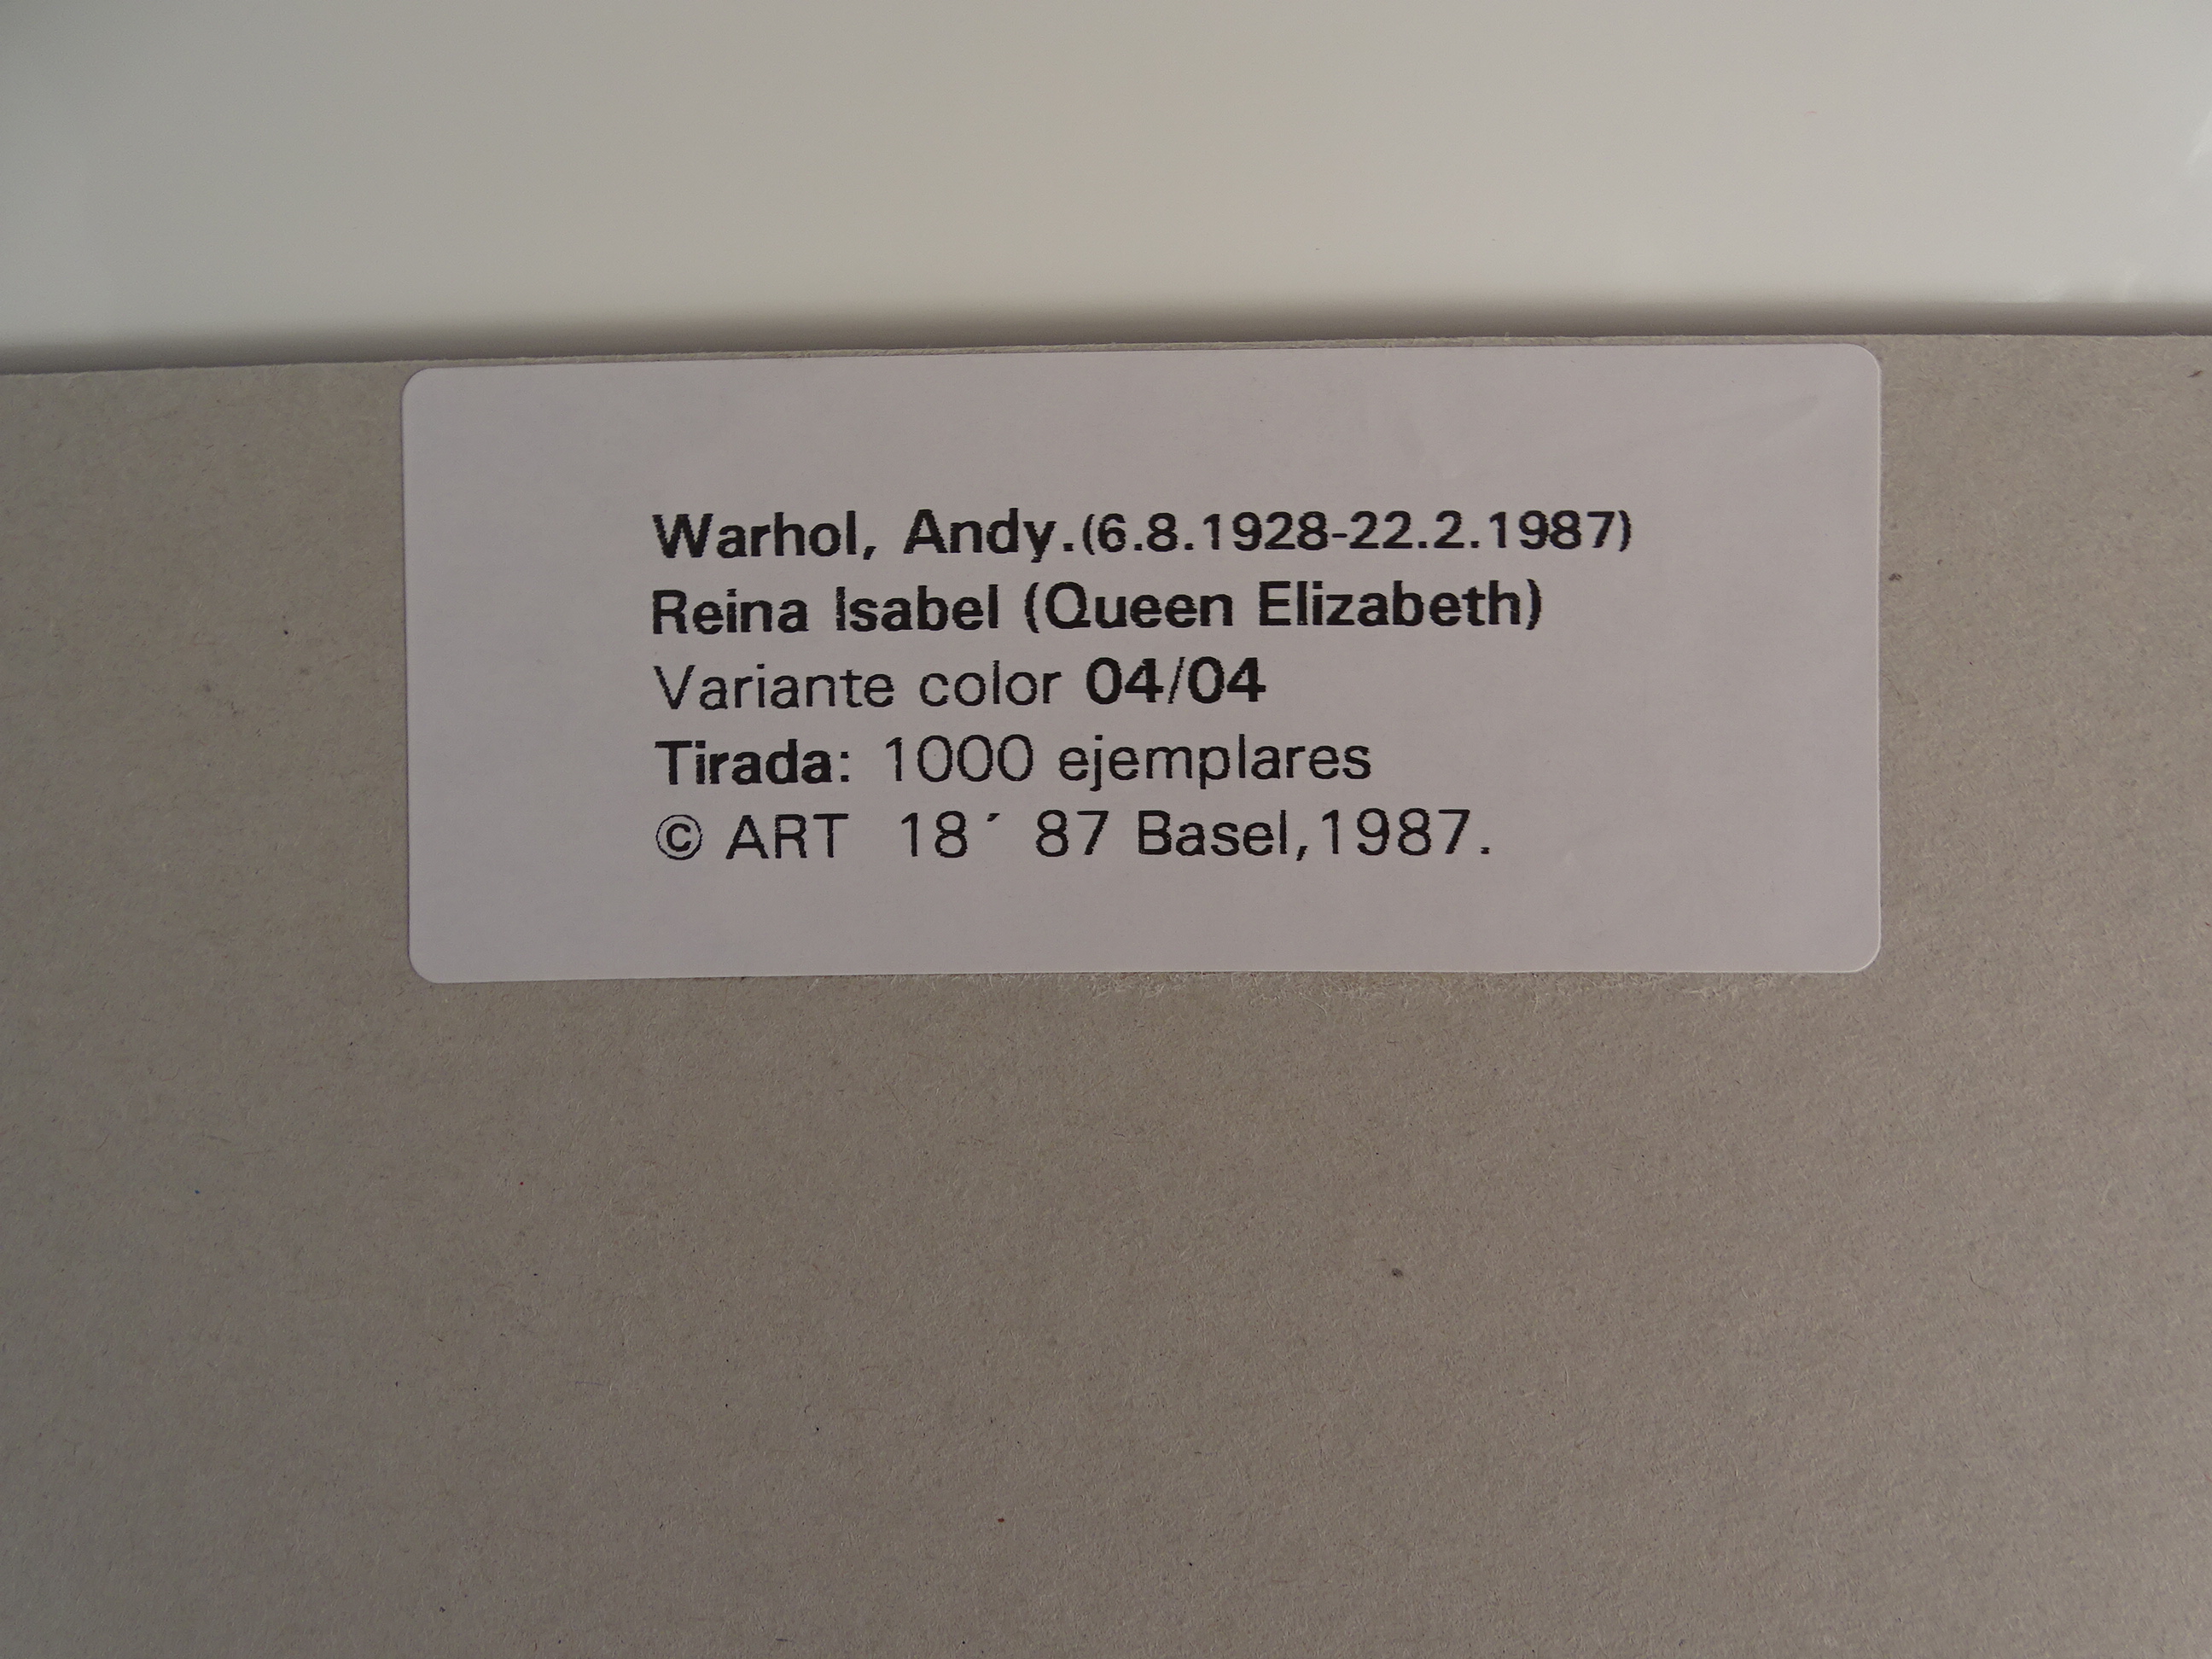 Warhol, Andy.(6.8.1928-22.2.1987)
Reina Isabel (Queen Elizabeth)
Variante color 04/04
Tirada: 1000 ejemplares
© ART 18´ 87 Basel,1987.